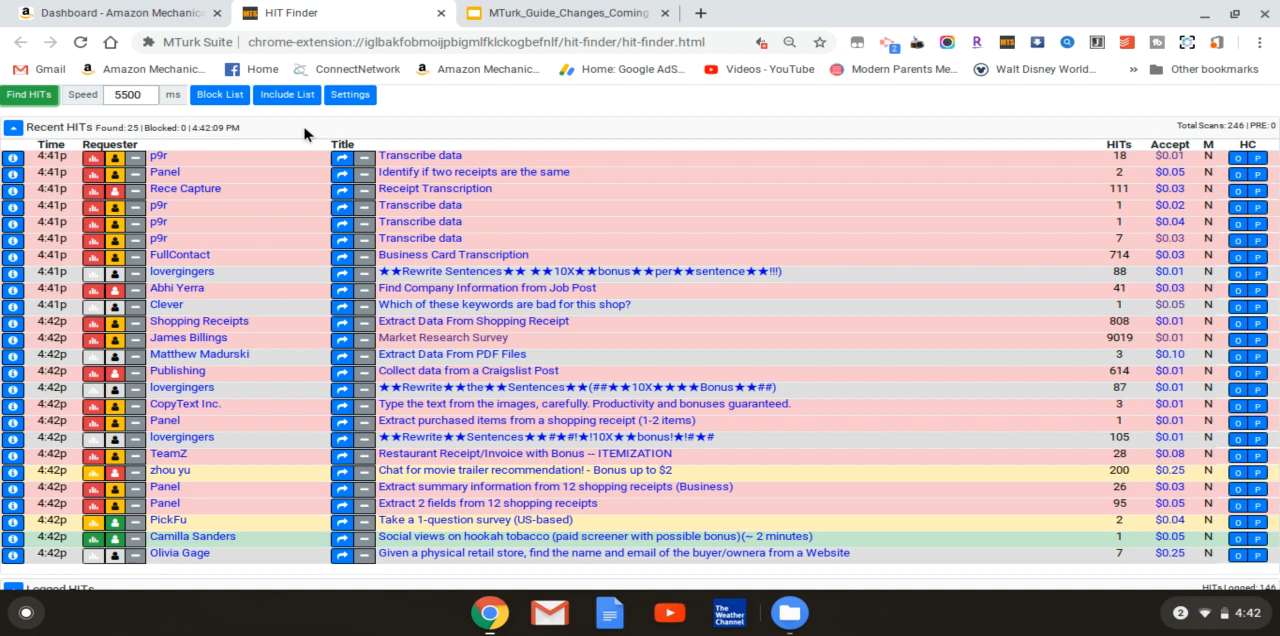 Dashboard - Amazon Mechanic
HIT Finder
MTurk_Guide_Changes_Coming
MTurk Suite
chrome-extension://iglbakfobmoijpbigmlfklckogbefnlf/hit-finder/hit-finder.html
Gmail Amazon Mechanic... Home ConnectNetwork Amazon Mechanic... Home: Google AdS... Videos - YouTube Modern Parents Me... Walt Disney World... » Other bookmarks
Find HITs Speed 5500 ms Block List Include List Settings
Recent HITs Found: 25 | Blocked: 0 | 4:42:09 PM Total Scans: 246 | PRE: 0
Time Requester Title HITs Accept M HC
4:41p p9r Transcribe data 18 $0.01 N O P
4:41p Panel Identify if two receipts are the same 2 $0.05 N O P
4:41p Rece Capture Receipt Transcription 111 $0.03 N O P
4:41p p9r Transcribe data 1 $0.02 N O P
4:41p p9r Transcribe data 1 $0.04 N O P
4:41p p9r Transcribe data 7 $0.03 N O P
4:41p FullContact Business Card Transcription 714 $0.03 N O P
4:41p lovergingers ★★Rewrite Sentences★★ ★★10X★★bonus★★per★★sentence★★!!!) 88 $0.01 N O P
4:41p Abhi Yerra Find Company Information from Job Post 41 $0.03 N O P
4:41p Clever Which of these keywords are bad for this shop? 1 $0.05 N O P
4:42p Shopping Receipts Extract Data From Shopping Receipt 808 $0.01 N O P
4:42p James Billings Market Research Survey 9019 $0.01 N O P
4:42p Matthew Madurski Extract Data From PDF Files 3 $0.10 N O P
4:42p Publishing Collect data from a Craigslist Post 614 $0.01 N O P
4:42p lovergingers ★★Rewrite★★the★★Sentences★★(##★★10X★★★★Bonus★★##) 87 $0.01 N O P
4:42p CopyText Inc. Type the text from the images, carefully. Productivity and bonuses guaranteed. 3 $0.01 N O P
4:42p Panel Extract purchased items from a shopping receipt (1-2 items) 1 $0.01 N O P
4:42p lovergingers ★★Rewrite★★Sentences★★#★#!★!10X★★bonus!★!#★# 105 $0.01 N O P
4:42p TeamZ Restaurant Receipt/Invoice with Bonus -- ITEMIZATION 28 $0.08 N O P
4:42p zhou yu Chat for movie trailer recommendation! - Bonus up to $2 200 $0.25 N O P
4:42p Panel Extract summary information from 12 shopping receipts (Business) 26 $0.03 N O P
4:42p Panel Extract 2 fields from 12 shopping receipts 95 $0.05 N O P
4:42p PickFu Take a 1-question survey (US-based) 2 $0.04 N O P
4:42p Camilla Sanders Social views on hookah tobacco (paid screener with possible bonus)(~ 2 minutes) 1 $0.05 N O P
4:42p Olivia Gage Given a physical retail store, find the name and email of the buyer/ownera from a Website 7 $0.25 N O P
Logged HITs HITs Logged: 146
The Weather Channel
2 4:42